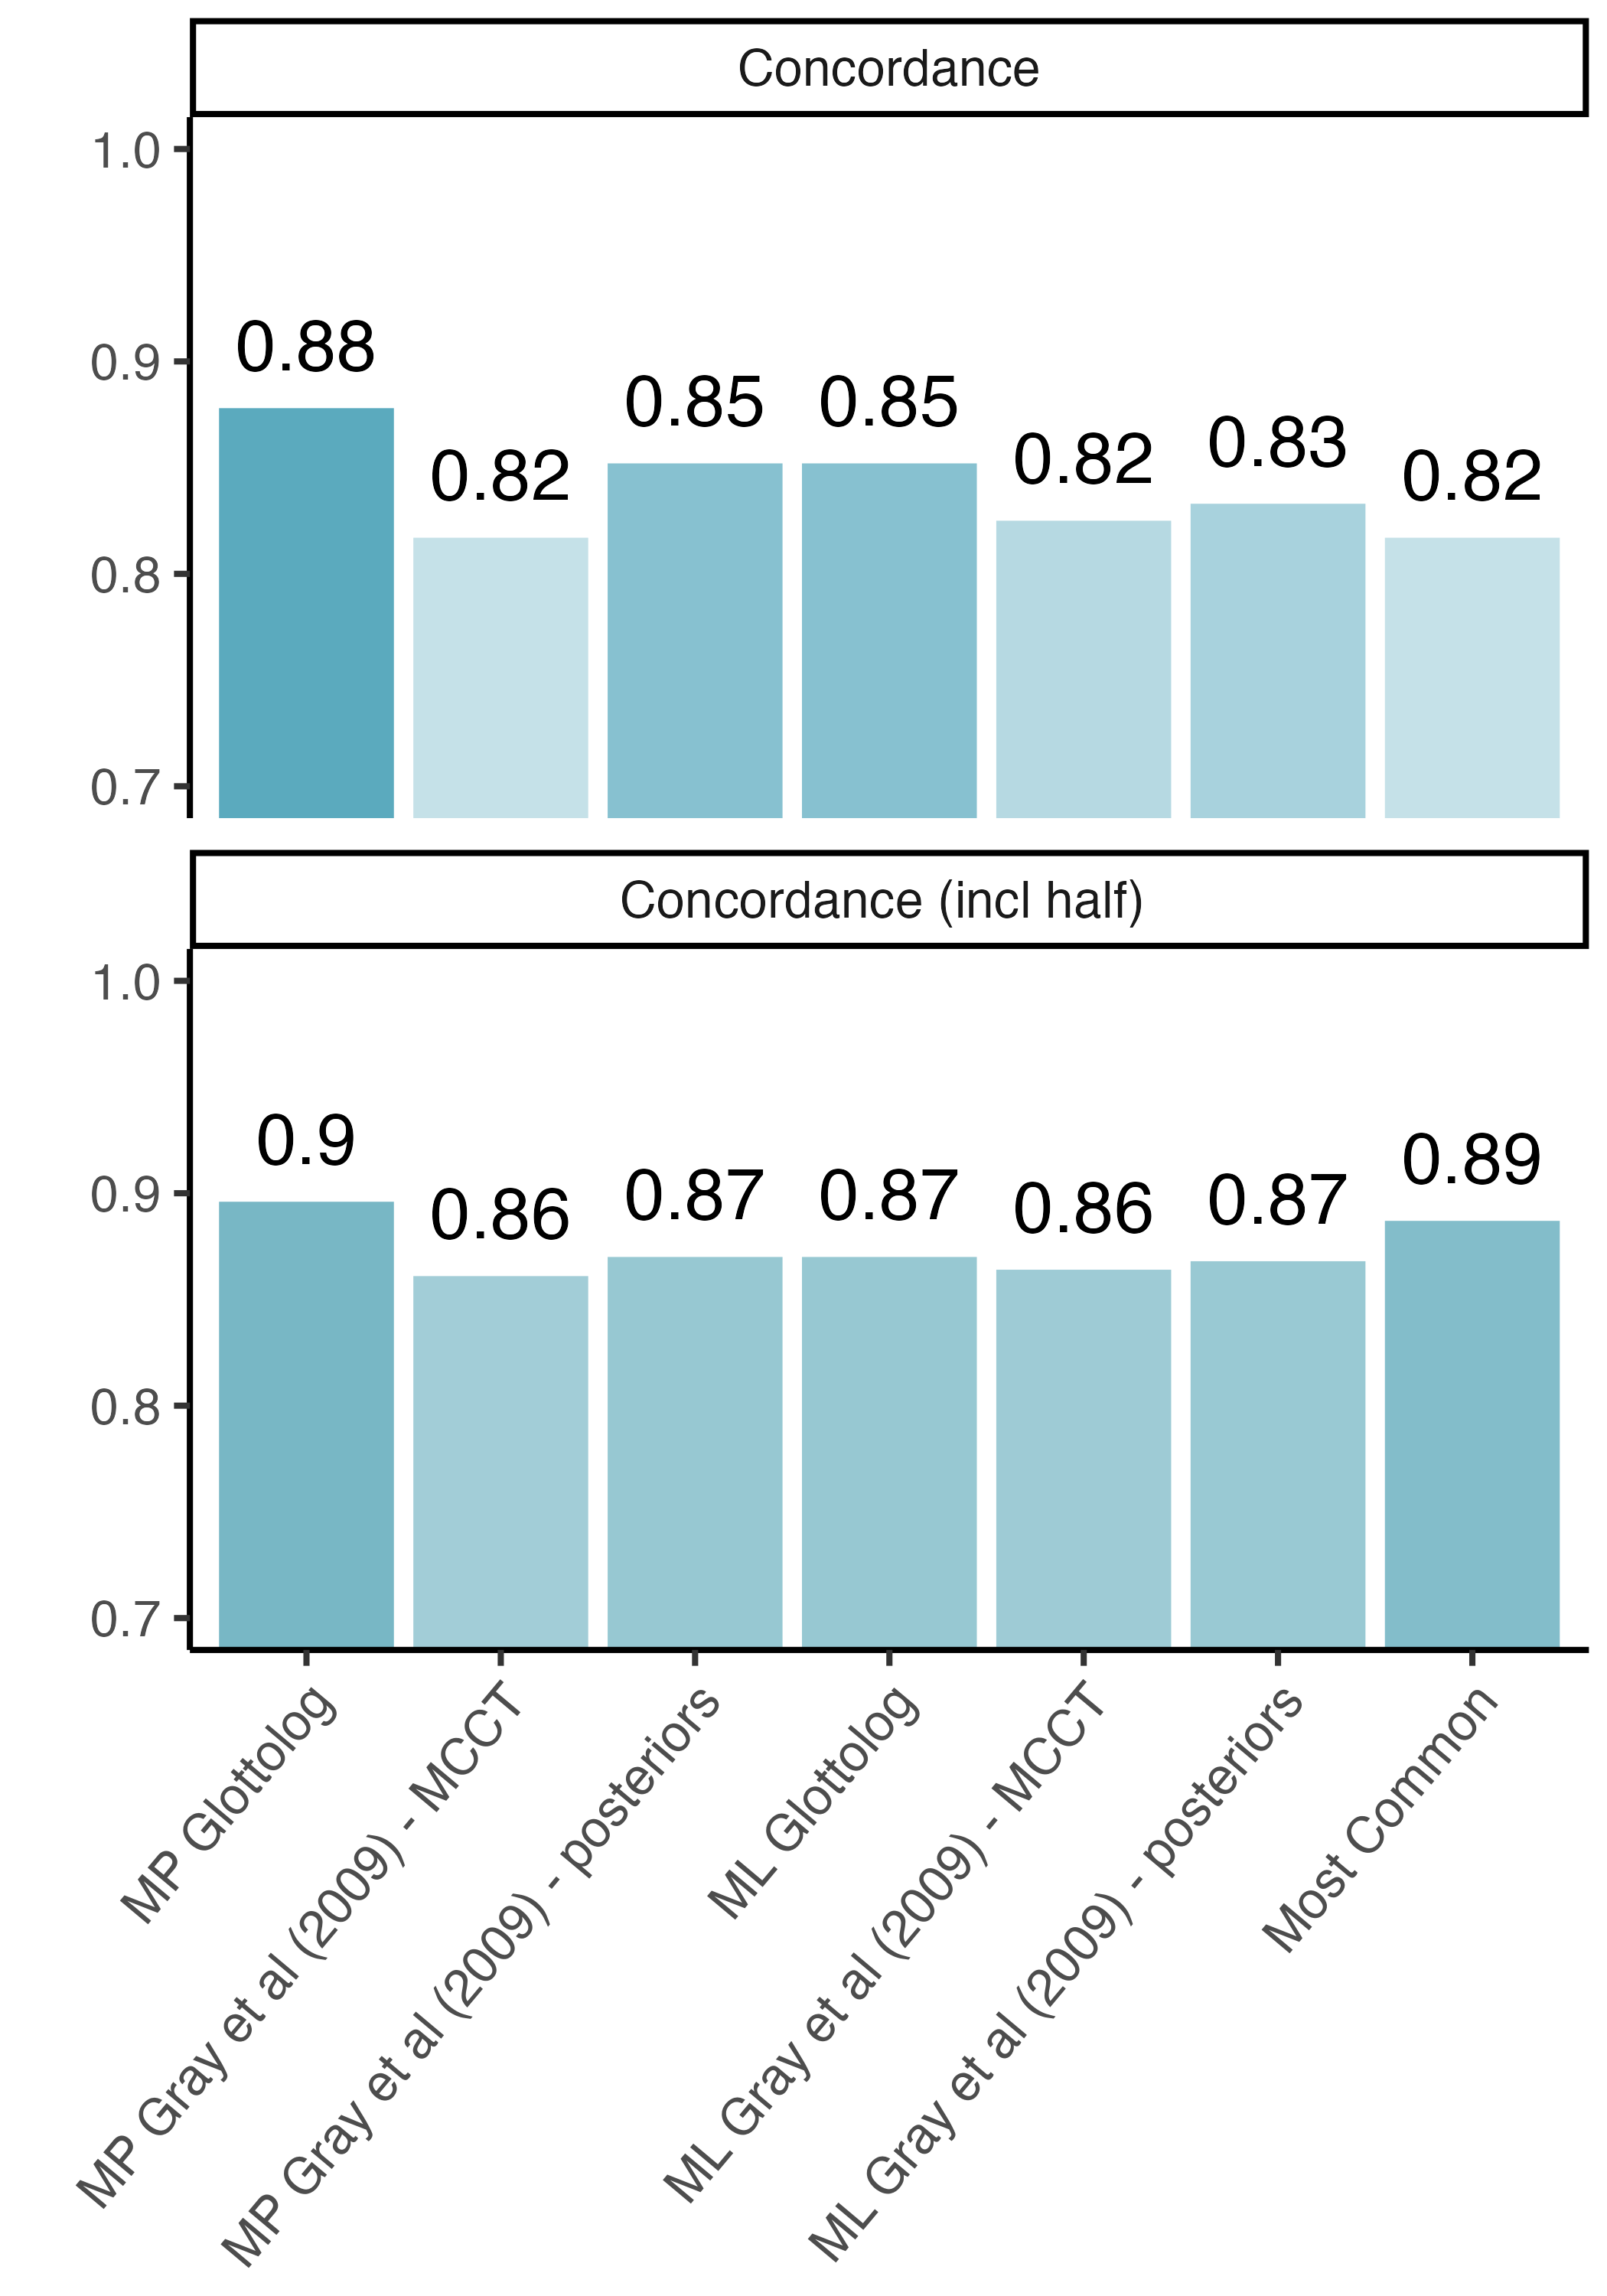 Concordance
1.0
0.9
0.8
0.7
0.88
0.82
0.85
0.85
0.82
0.83
0.82
Concordance (incl half)
1.0
0.9
0.8
0.7
0.9
0.86
0.87
0.87
0.86
0.87
0.89
MP Glottolog
MP Gray et al (2009)) - MCCT
MP Gray et al (2009)) - posteriors
ML Glottolog
ML Gray et al (2009)) - MCCT
ML Gray et al (2009)) - posteriors
Most Common